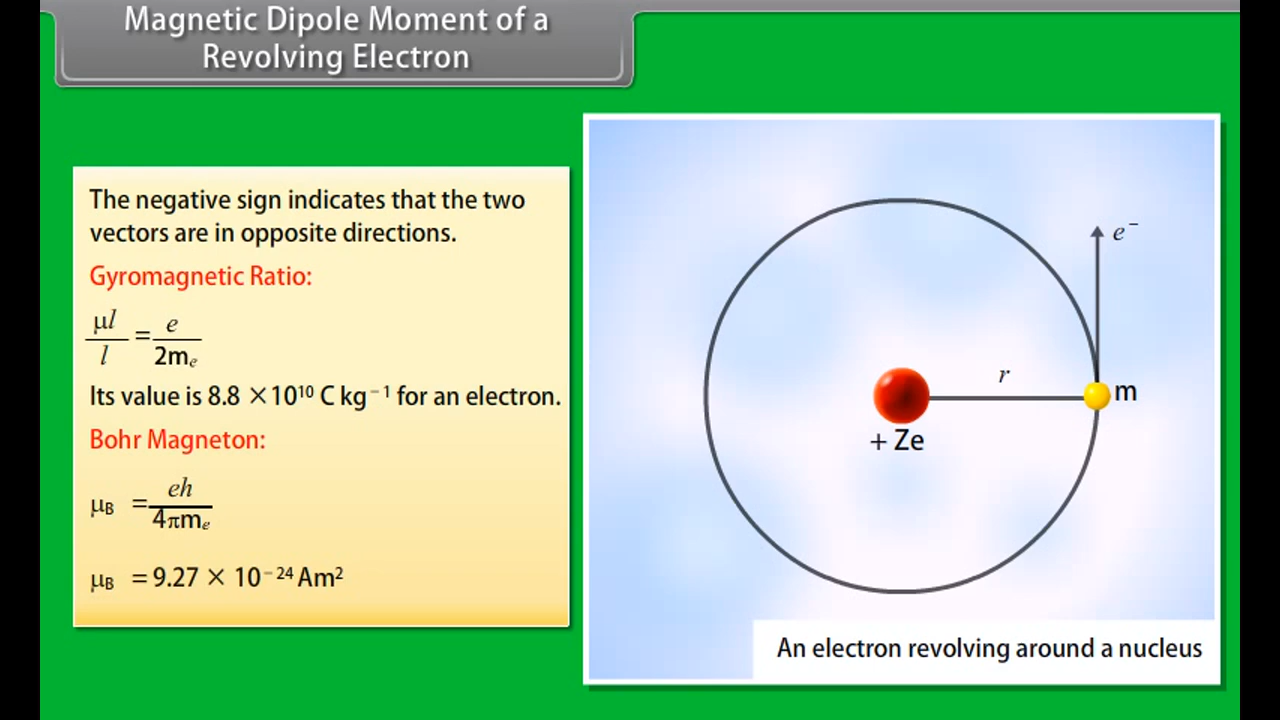 Magnetic Dipole Moment of a
Revolving Electron
The negative sign indicates that the two
vectors are in opposite directions.
Gyromagnetic Ratio:
μl/l = e/2mₑ
Its value is 8.8 ×10¹⁰ C kg⁻¹ for an electron.
Bohr Magneton:
μB = eh/4πmₑ
μB = 9.27 × 10⁻²⁴ Am²
e⁻
r
m
+ Ze
An electron revolving around a nucleus